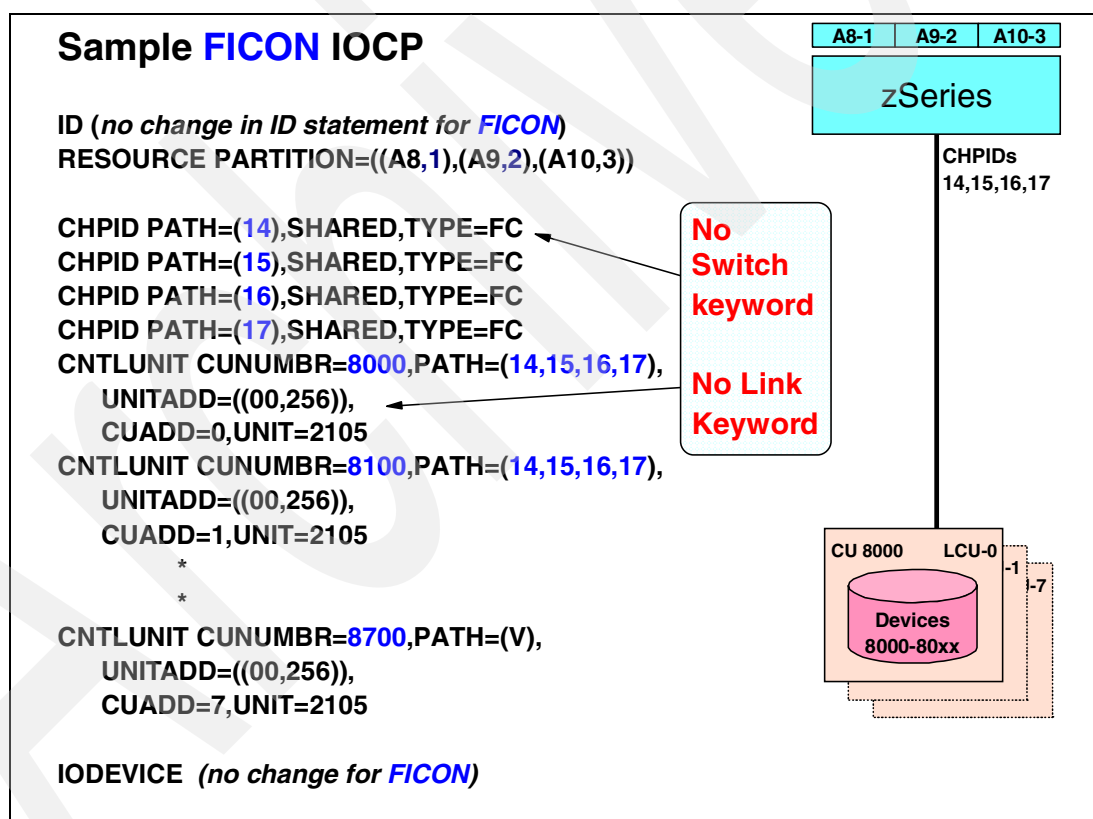 Sample FICON IOCP
ID (no change in ID statement for FICON)
RESOURCE PARTITION=((A8,1),(A9,2),(A10,3))
CHPID PATH=(14),SHARED,TYPE=FC
CHPID PATH=(15),SHARED,TYPE=FC
CHPID PATH=(16),SHARED,TYPE=FC
CHPID PATH=(17),SHARED,TYPE=FC
CNTLUNIT CUNUMBR=8000,PATH=(14,15,16,17),
UNITADD=((00,256)),
CUADD=0,UNIT=2105
CNTLUNIT CUNUMBR=8100,PATH=(14,15,16,17),
UNITADD=((00,256)),
CUADD=1,UNIT=2105
*
*
CNTLUNIT CUNUMBR=8700,PATH=(V),
UNITADD=((00,256)),
CUADD=7,UNIT=2105
IODEVICE (no change for FICON)
No
Switch
keyword
No Link
Keyword
A8-1 A9-2 A10-3
zSeries
CHPIDs
14,15,16,17
CU 8000 LCU-0
-1
-7
Devices
8000-80xx